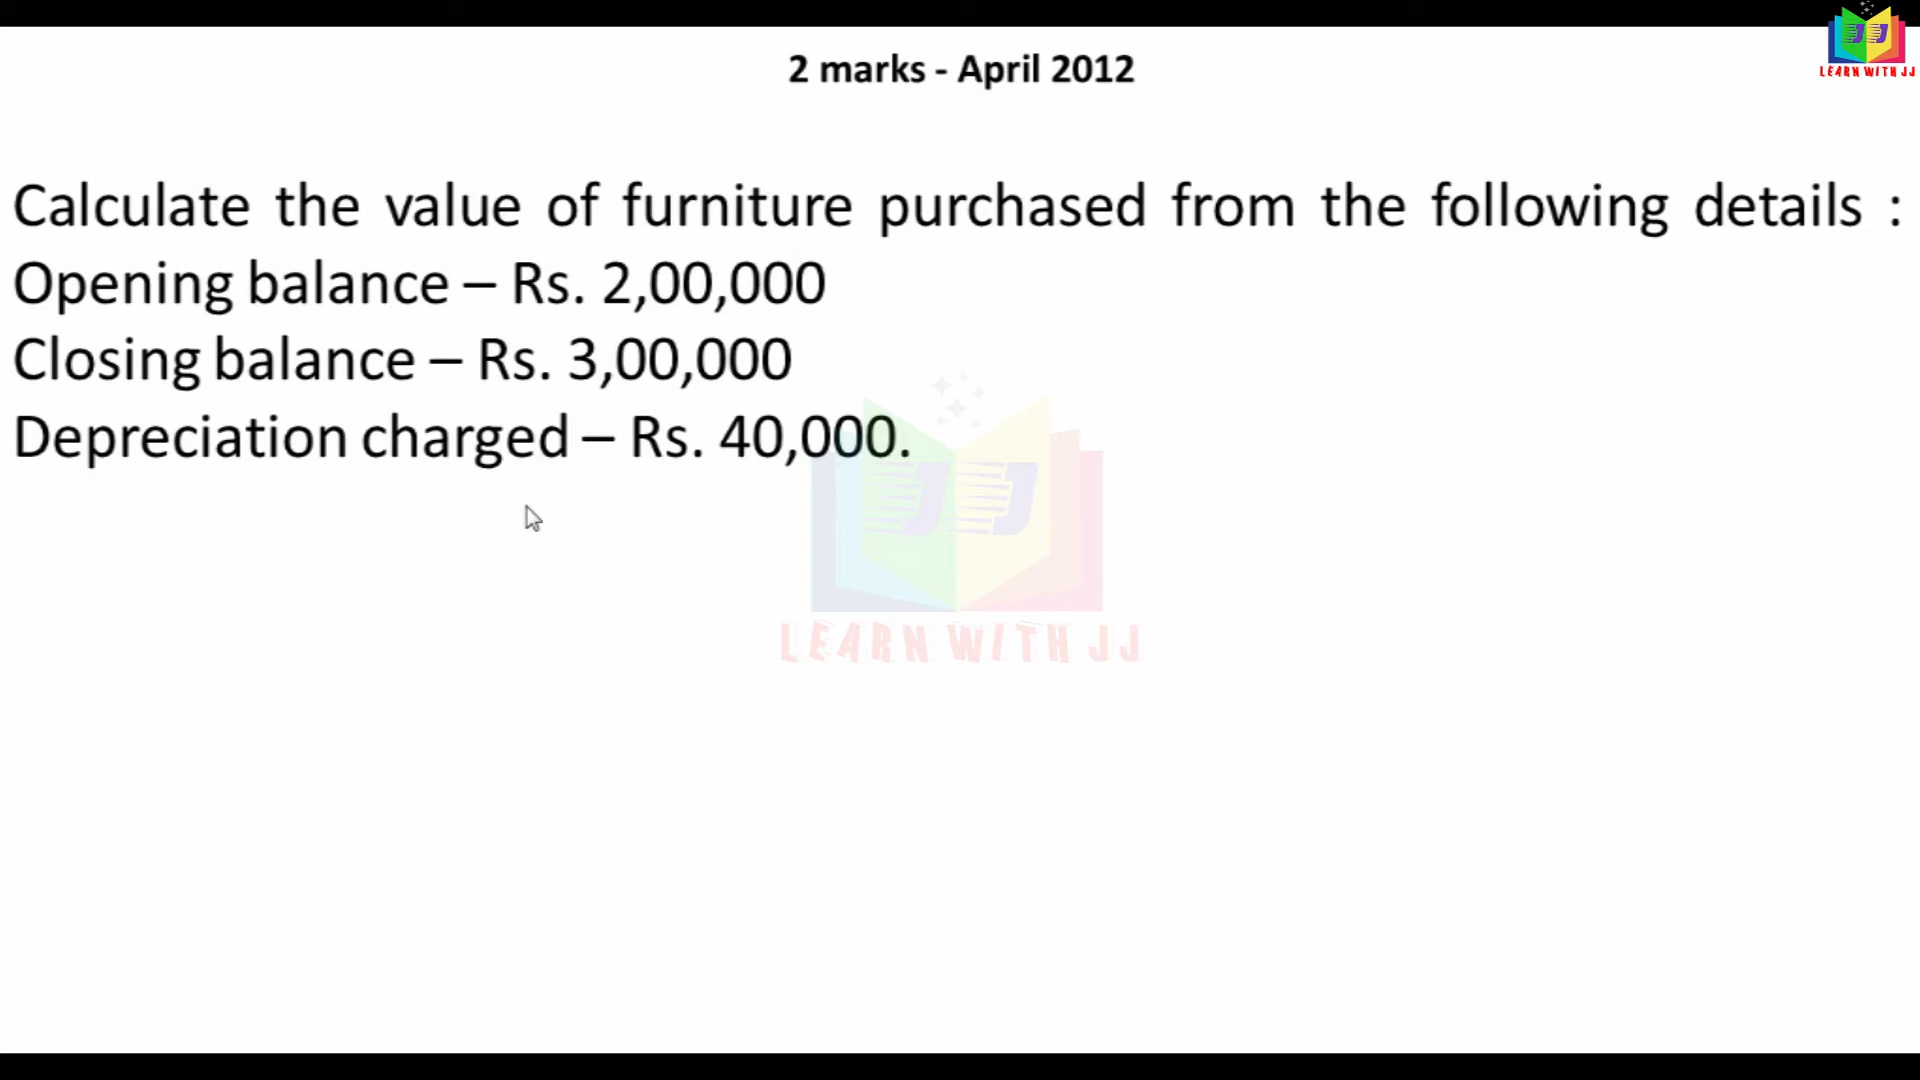 LEARN WITH JJ
2 marks - April 2012
Calculate the value of furniture purchased from the following details :
Opening balance – Rs. 2,00,000
Closing balance – Rs. 3,00,000
Depreciation charged – Rs. 40,000.
JJ
LEARN WITH JJ